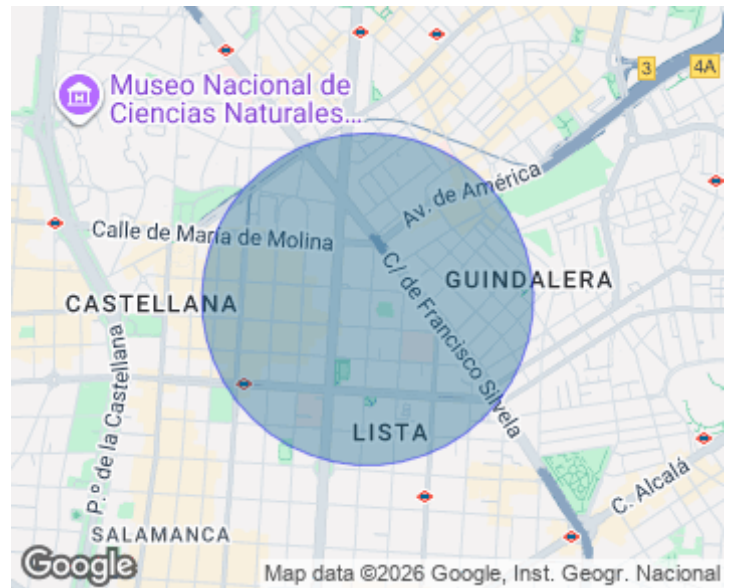 Museo Nacional de
Ciencias Naturales...
3
4A
Av. de América
Calle de María de Molina
C/ de Francisco Silvela
GUINDALERA
CASTELLANA
P.º de la Castellana
LISTA
C. Alcalá
SALAMANCA
Google
Map data ©2026 Google, Inst. Geogr. Nacional